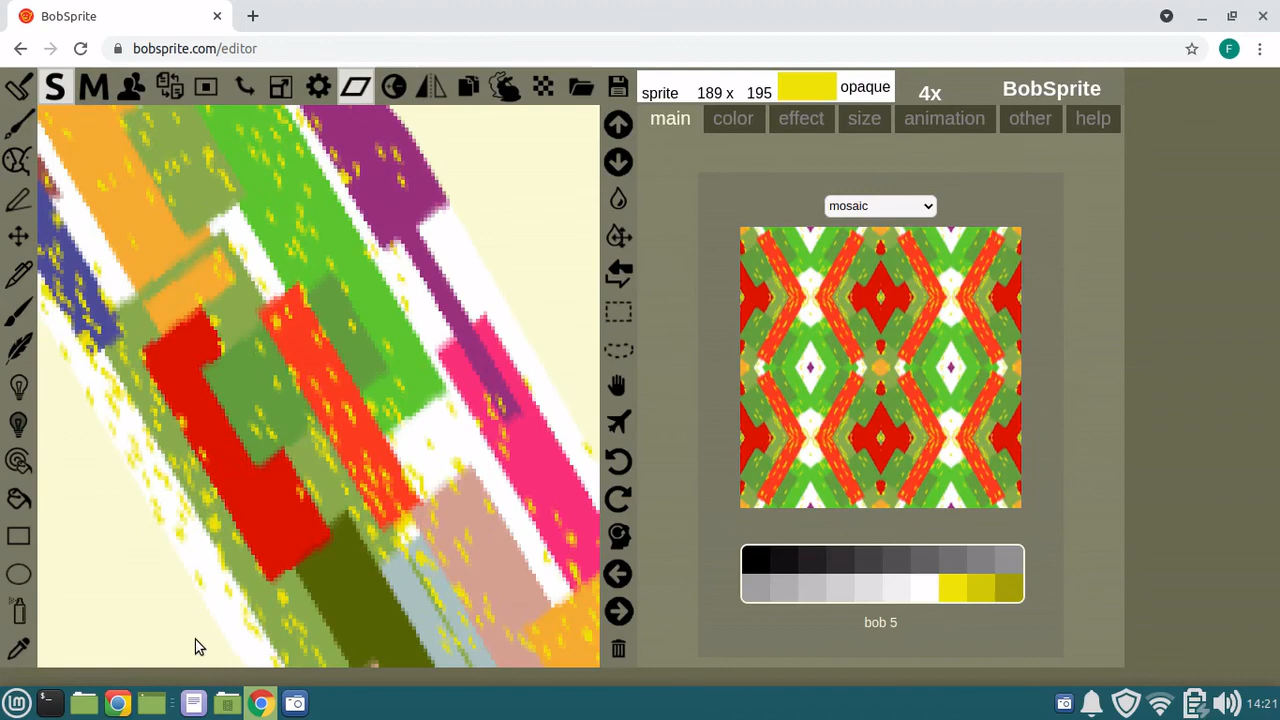 BobSprite
bobsprite.com/editor
F
S M
sprite 189 x 195 opaque 4x BobSprite
main color effect size animation other help
mosaic
bob 5
14:21